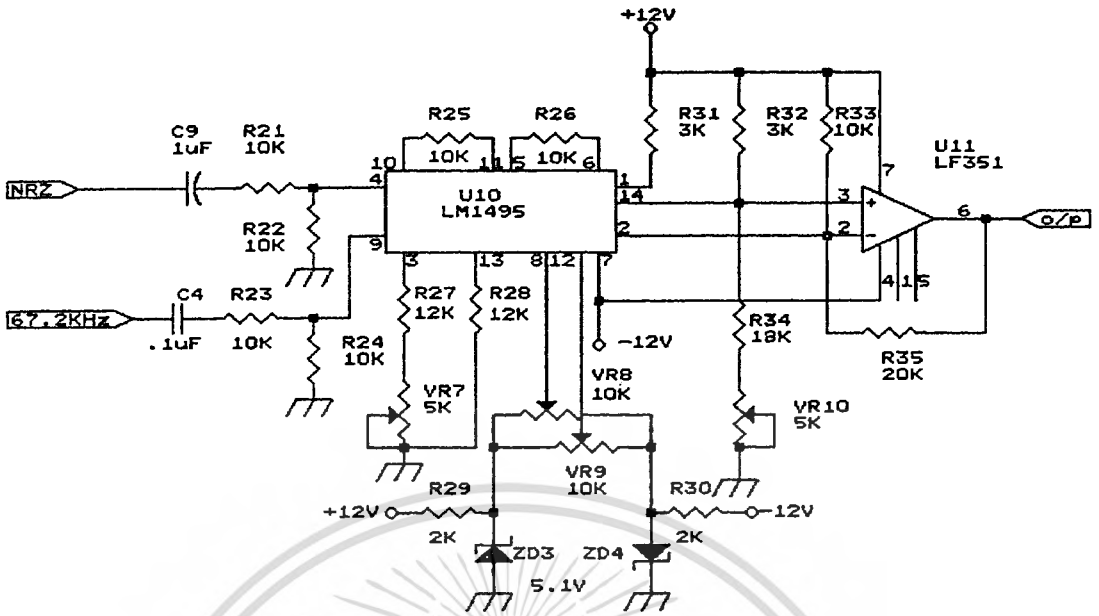 +12V
R25
10K
R26
10K
R31
3K
R32
3K
R33
10K
U11
LF351
C9
1uF
R21
10K
10
11
5
6
7
NRZ
4
U10
LM1495
1
14
3
+
6
o/p
R22
10K
9
2
2
-
3
13
8
12
7
4
1
5
C4
.1uF
R23
10K
R27
12K
R28
12K
67.2KHz
R24
10K
-12V
R34
18K
R35
20K
VR7
5K
VR8
10K
VR10
5K
VR9
10K
R29
2K
R30
2K
+12V
-12V
ZD3
ZD4
5.1V